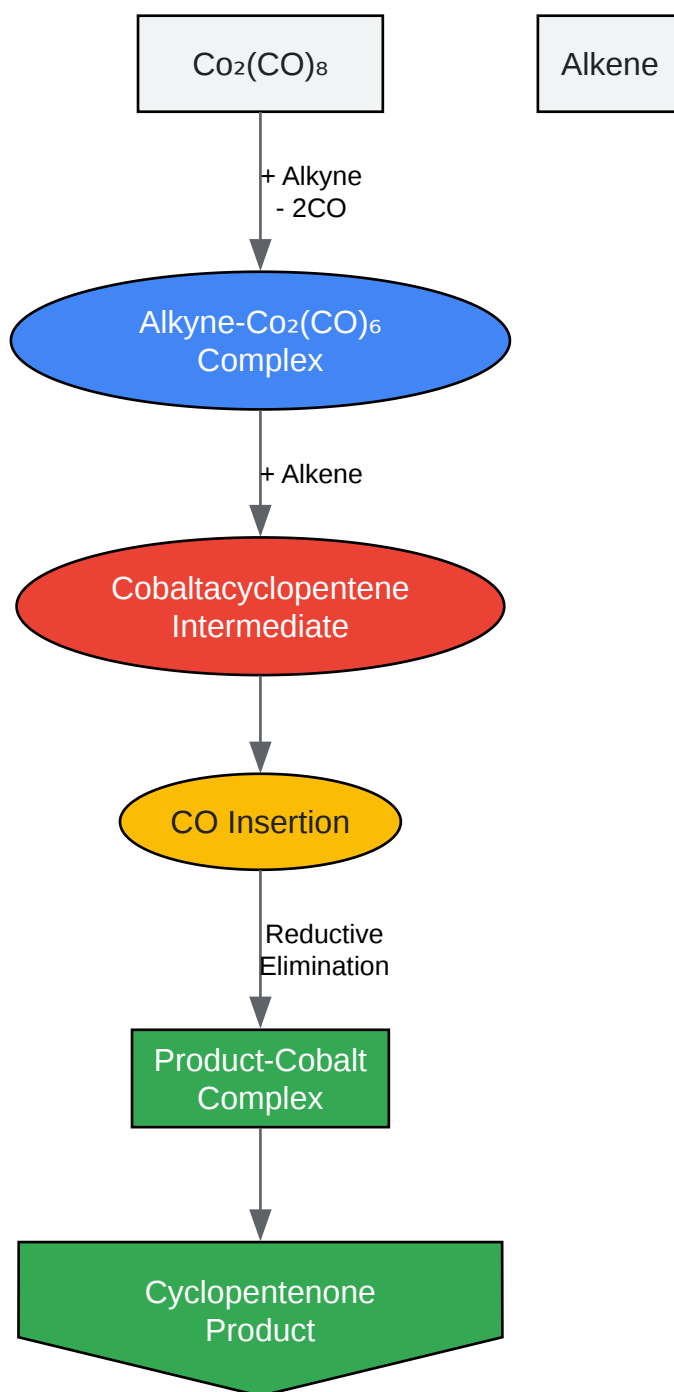 Co₂(CO)₈
Alkene
+ Alkyne
- 2CO
Alkyne-Co₂(CO)₆
Complex
+ Alkene
Cobaltacyclopentene
Intermediate
CO Insertion
Reductive
Elimination
Product-Cobalt
Complex
Cyclopentenone
Product